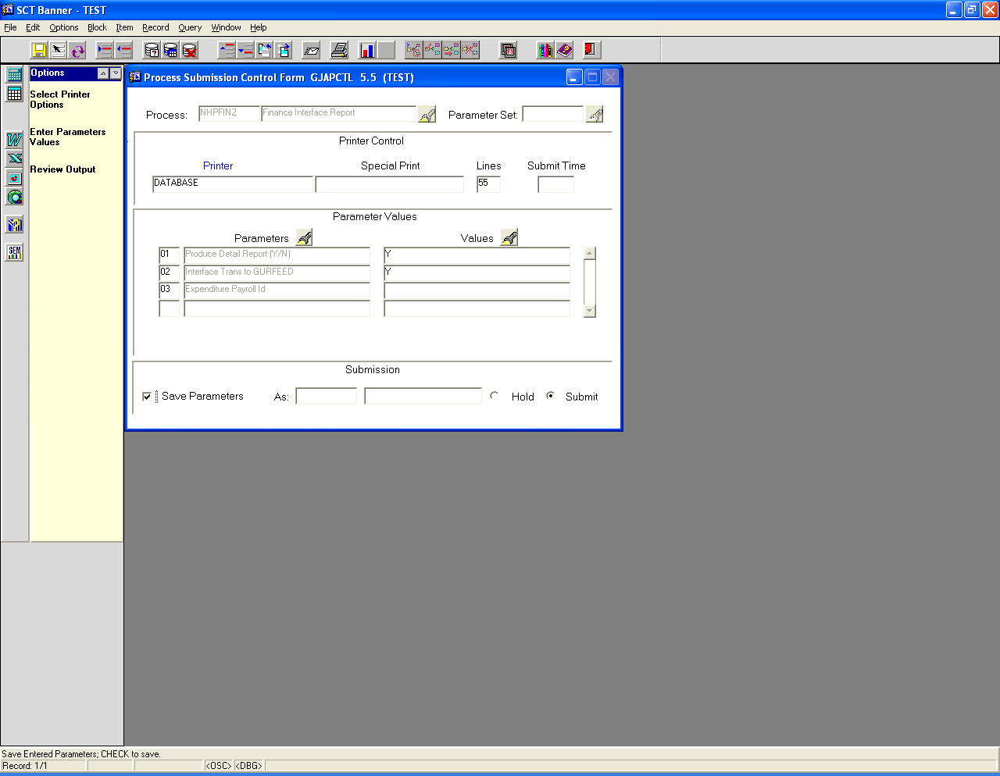 SCT Banner - TEST
File Edit Options Block Item Record Query Window Help
Options
Select Printer
Options
Enter Parameters
Values
Review Output
Process Submission Control Form GJAPCTL 5.5 (TEST)
Process: NHPFIN2 Finance Interface Report Parameter Set:
Printer Control
Printer Special Print Lines Submit Time
DATABASE 55
Parameter Values
Parameters Values
01 Produce Detail Report (Y/N) Y
02 Interface Trans to GURFEED Y
03 Expenditure Payroll Id
Submission
Save Parameters As: Hold Submit
SEM
Save Entered Parameters; CHECK to save.
Record: 1/1 <OSC> <DBG>